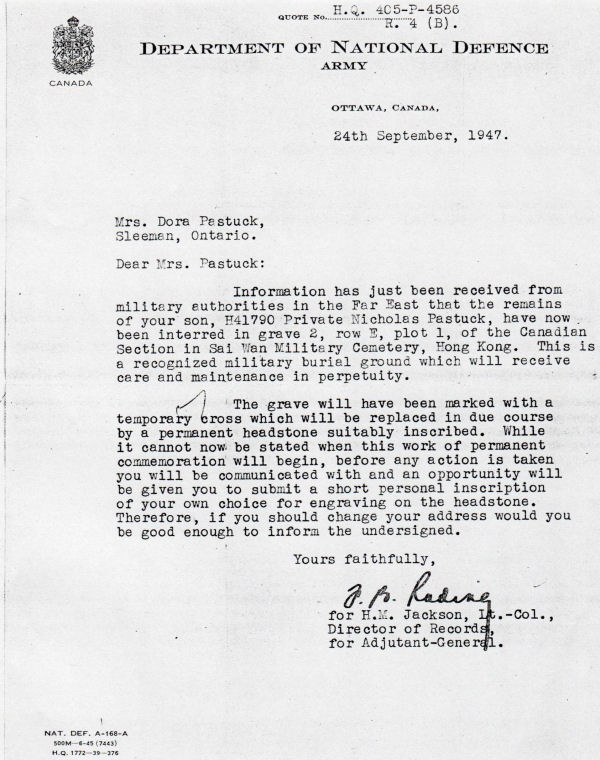 QUOTE No. H.Q. 405-P-4586
R. 4 (B).
DEPARTMENT OF NATIONAL DEFENCE
ARMY
CANADA
OTTAWA, CANADA,
24th September, 1947.
Mrs. Dora Pastuck,
Sleeman, Ontario.
Dear Mrs. Pastuck:
Information has just been received from
military authorities in the Far East that the remains
of your son, H41790 Private Nicholas Pastuck, have now
been interred in grave 2, row E, plot 1, of the Canadian
Section in Sai Wan Military Cemetery, Hong Kong. This is
a recognized military burial ground which will receive
care and maintenance in perpetuity.
The grave will have been marked with a
temporary cross which will be replaced in due course
by a permanent headstone suitably inscribed. While
it cannot now be stated when this work of permanent
commemoration will begin, before any action is taken
you will be communicated with and an opportunity will
be given you to submit a short personal inscription
of your own choice for engraving on the headstone.
Therefore, if you should change your address would you
be good enough to inform the undersigned.
Yours faithfully,
for H.M. Jackson, Lt.-Col.,
Director of Records,
for Adjutant-General.
NAT. DEF. A-168-A
500M—6-45 (7443)
H.Q. 1772—39—376